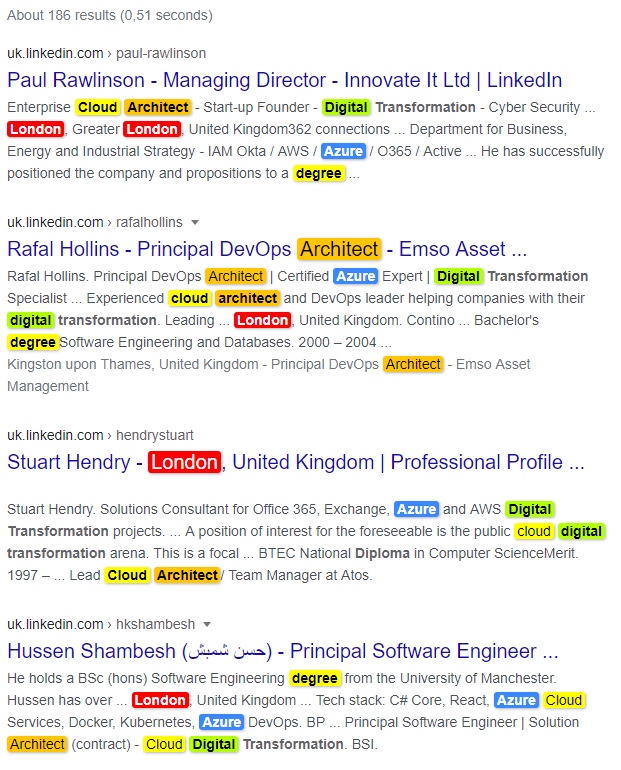 About 186 results (0,51 seconds)
uk.linkedin.com › paul-rawlinson
Paul Rawlinson - Managing Director - Innovate It Ltd | LinkedIn
Enterprise Cloud Architect - Start-up Founder - Digital Transformation - Cyber Security ...
London, Greater London, United Kingdom362 connections ... Department for Business,
Energy and Industrial Strategy - IAM Okta / AWS / Azure / O365 / Active ... He has successfully
positioned the company and propositions to a degree ...
uk.linkedin.com › rafalhollins
Rafal Hollins - Principal DevOps Architect - Emso Asset ...
Rafal Hollins. Principal DevOps Architect | Certified Azure Expert | Digital Transformation
Specialist ... Experienced cloud architect and DevOps leader helping companies with their
digital transformation. Leading ... London, United Kingdom. Contino ... Bachelor's
degreeSoftware Engineering and Databases. 2000 – 2004 ...
Kingston upon Thames, United Kingdom - Principal DevOps Architect - Emso Asset
Management
uk.linkedin.com › hendrystuart
Stuart Hendry - London, United Kingdom | Professional Profile ...
Stuart Hendry. Solutions Consultant for Office 365, Exchange, Azure and AWS Digital
Transformation projects. ... A position of interest for the foreseeable is the public cloud digital
transformation arena. This is a focal ... BTEC National Diploma in Computer ScienceMerit.
1997 – ... Lead Cloud Architect/ Team Manager at Atos.
uk.linkedin.com › hkshambesh
Hussen Shambesh (حسن شمبش) - Principal Software Engineer ...
He holds a BSc (hons) Software Engineering degree from the University of Manchester.
Hussen has over ... London, United Kingdom ... Tech stack: C# Core, React, Azure Cloud
Services, Docker, Kubernetes, Azure DevOps. BP ... Principal Software Engineer | Solution
Architect (contract) - Cloud Digital Transformation. BSI.